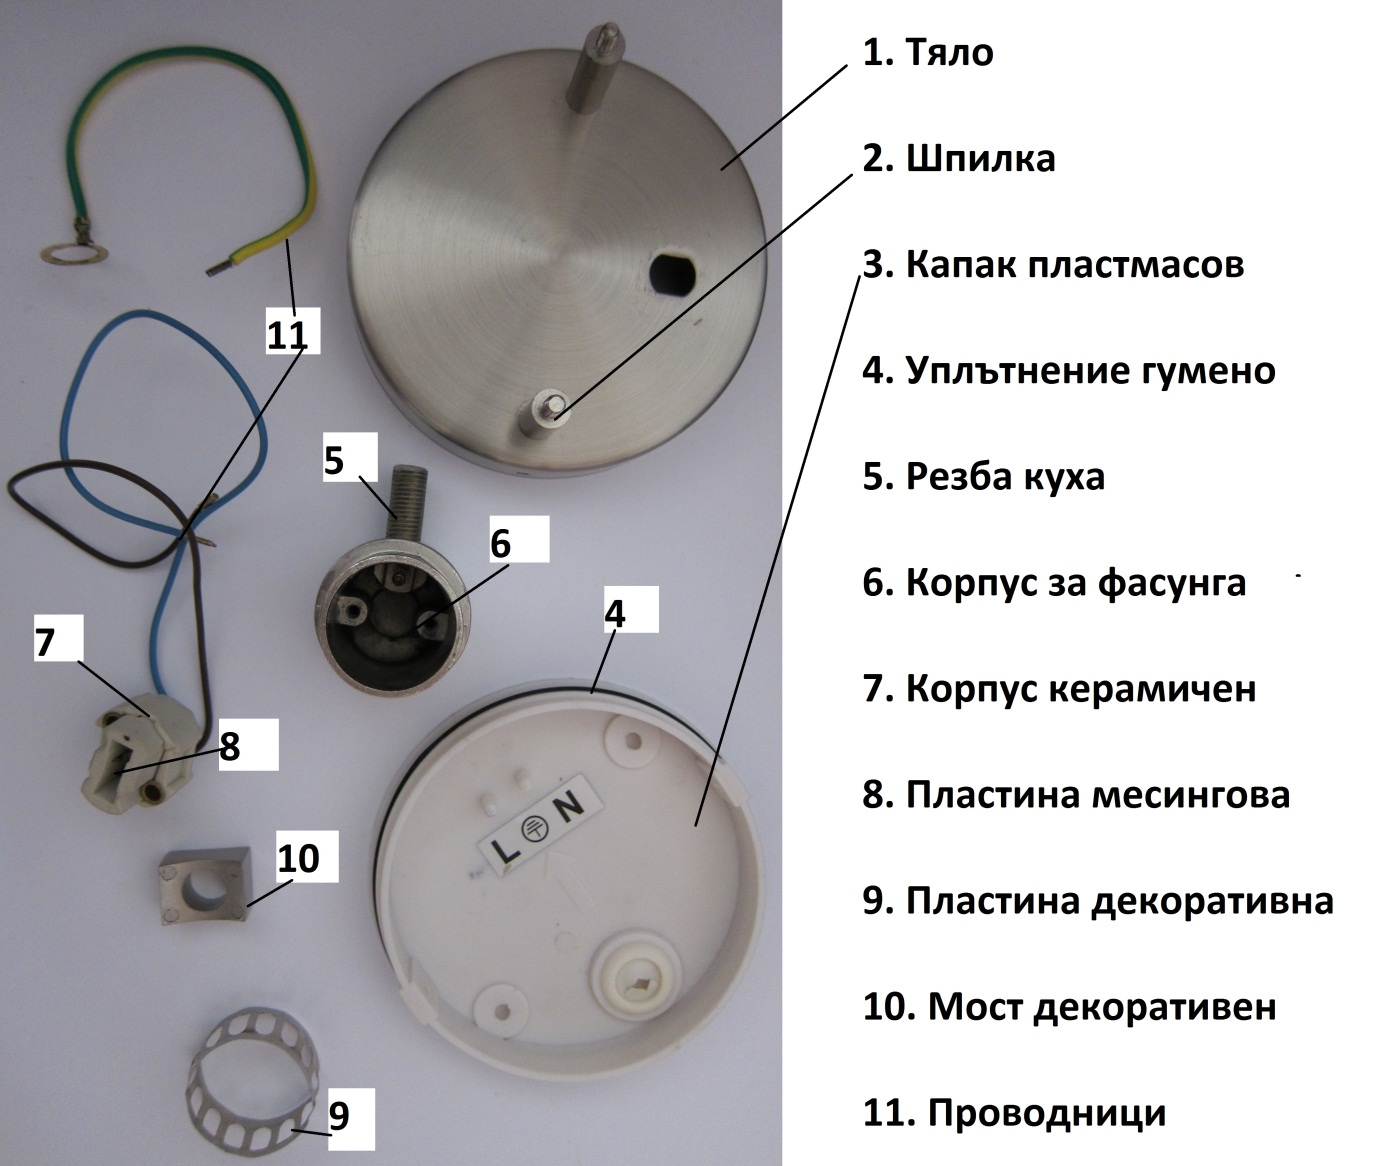 1. Тяло
2. Шпилка
3. Капак пластмасов
4. Уплътнение гумено
5. Резба куха
6. Корпус за фасунга
7. Корпус керамичен
8. Пластина месингова
9. Пластина декоративна
10. Мост декоративен
11. Проводници
11
5
6
4
7
8
10
9
L N